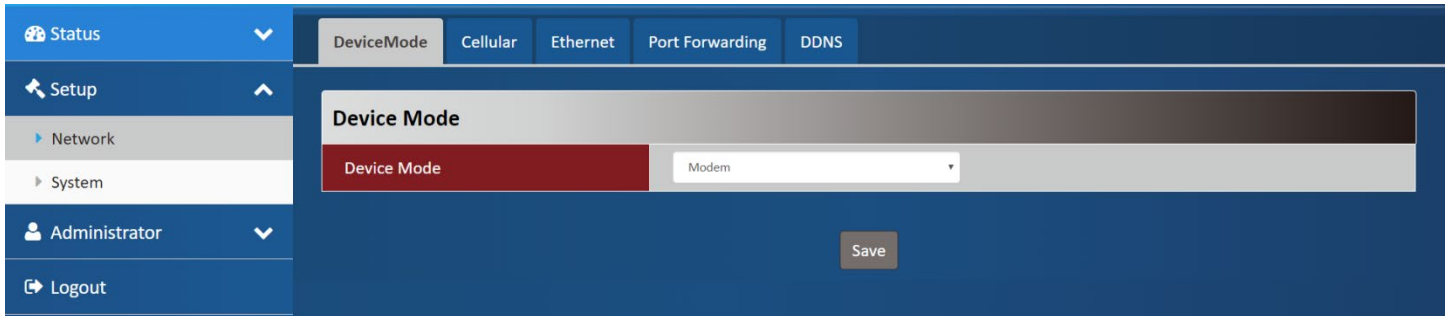 Status
Setup
Network
System
Administrator
Logout
DeviceMode Cellular Ethernet Port Forwarding DDNS
Device Mode
Device Mode Modem
Save